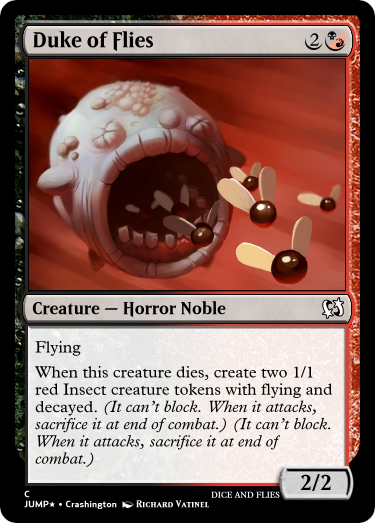 Duke of Flies 2
Creature — Horror Noble
Flying
When this creature dies, create two 1/1
red Insect creature tokens with flying and
decayed. (It can't block. When it attacks,
sacrifice it at end of combat.) (It can't block.
When it attacks, sacrifice it at end of
combat.)
2/2
C
DICE AND FLIES
JUMP★ • Crashington Richard Vatinel